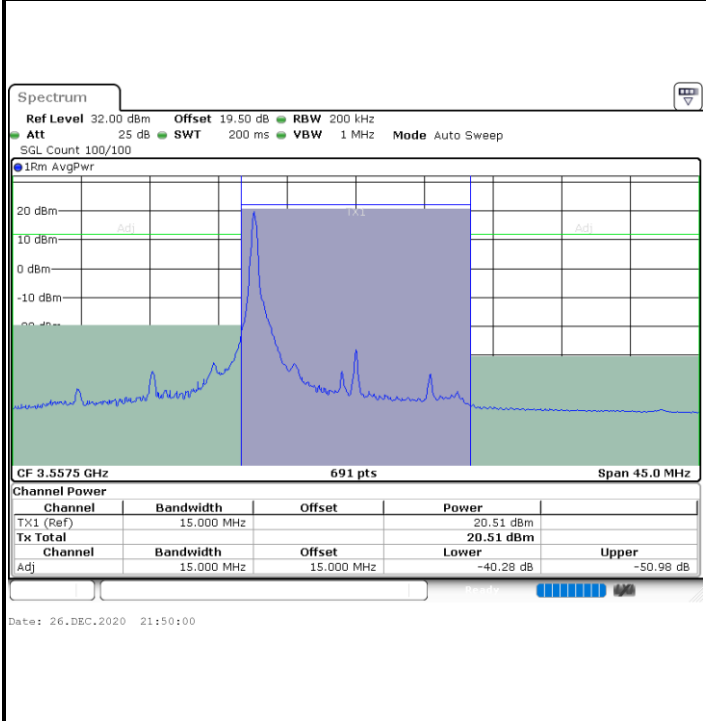 Spectrum
Ref Level 32.00 dBm Offset 19.50 dB RBW 200 kHz
Att 25 dB SWT 200 ms VBW 1 MHz Mode Auto Sweep
SGL Count 100/100
1Rm AvgPwr
TX1
20 dBm
Adj Adj
10 dBm
0 dBm
-10 dBm
CF 3.5575 GHz 691 pts Span 45.0 MHz
Channel Power
Channel Bandwidth Offset Power
TX1 (Ref) 15.000 MHz 20.51 dBm
Tx Total 20.51 dBm
Channel Bandwidth Offset Lower Upper
Adj 15.000 MHz 15.000 MHz -40.28 dB -50.98 dB
Ready
Date: 26.DEC.2020 21:50:00